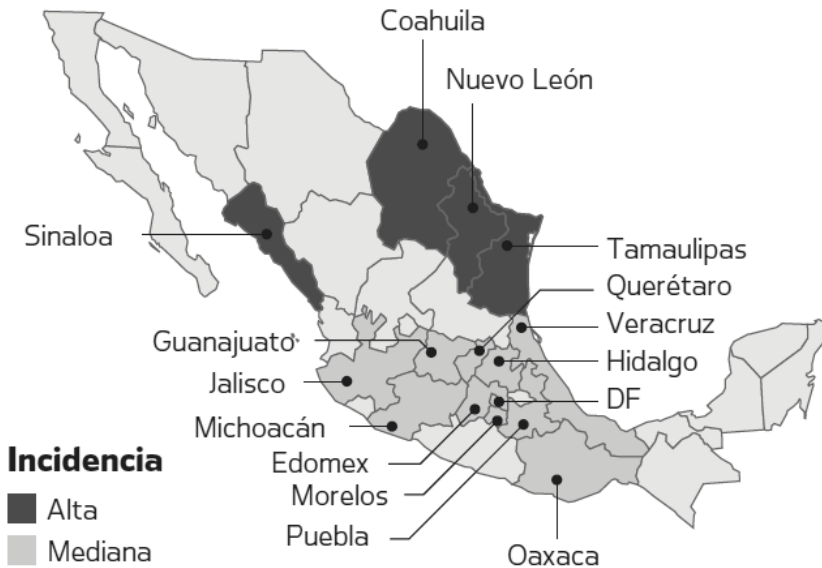 Coahuila
Nuevo León
Sinaloa
Tamaulipas
Querétaro
Veracruz
Guanajuato
Hidalgo
Jalisco
DF
Michoacán
Edomex
Morelos
Puebla
Oaxaca
Incidencia
Alta
Mediana